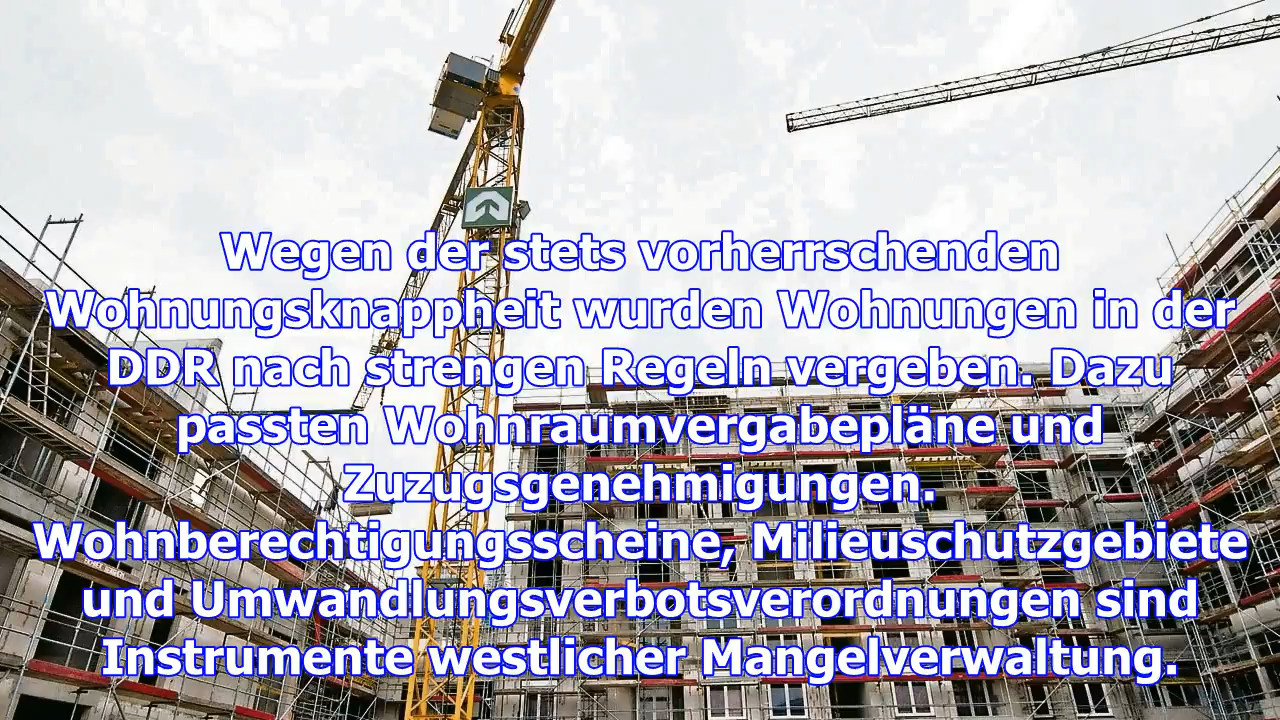 Wegen der stets vorherrschenden
Wohnungsknappheit wurden Wohnungen in der
DDR nach strengen Regeln vergeben. Dazu
passten Wohnraumvergabepläne und
Zuzugsgenehmigungen.
Wohnberechtigungsscheine, Milieuschutzgebiete
und Umwandlungsverbotsverordnungen sind
Instrumente westlicher Mangelverwaltung.